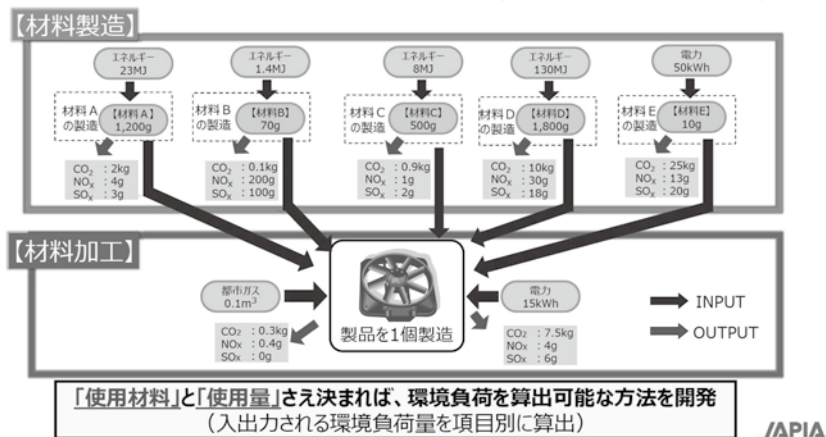 【材料製造】
エネルギー
23MJ
エネルギー
1.4MJ
エネルギー
8MJ
エネルギー
130MJ
電力
50kWh
材料A
の製造
【材料A】
1,200g
材料B
の製造
【材料B】
70g
材料C
の製造
【材料C】
500g
材料D
の製造
【材料D】
1,800g
材料E
の製造
【材料E】
10g
CO₂ :2kg
NOₓ :4g
SOₓ :3g
CO₂ :0.1kg
NOₓ :200g
SOₓ :100g
CO₂ :0.9kg
NOₓ :1g
SOₓ :2g
CO₂ :10kg
NOₓ :30g
SOₓ :18g
CO₂ :25kg
NOₓ :13g
SOₓ :20g
【材料加工】
都市ガス
0.1m³
CO₂ :0.3kg
NOx :0.4g
SOx :0g
製品を1個製造
電力
15kWh
CO₂ :7.5kg
NOx :4g
SOx :6g
INPUT
OUTPUT
「使用材料」と「使用量」さえ決まれば、環境負荷を算出可能な方法を開発
（入出力される環境負荷量を項目別に算出）
JAPIA